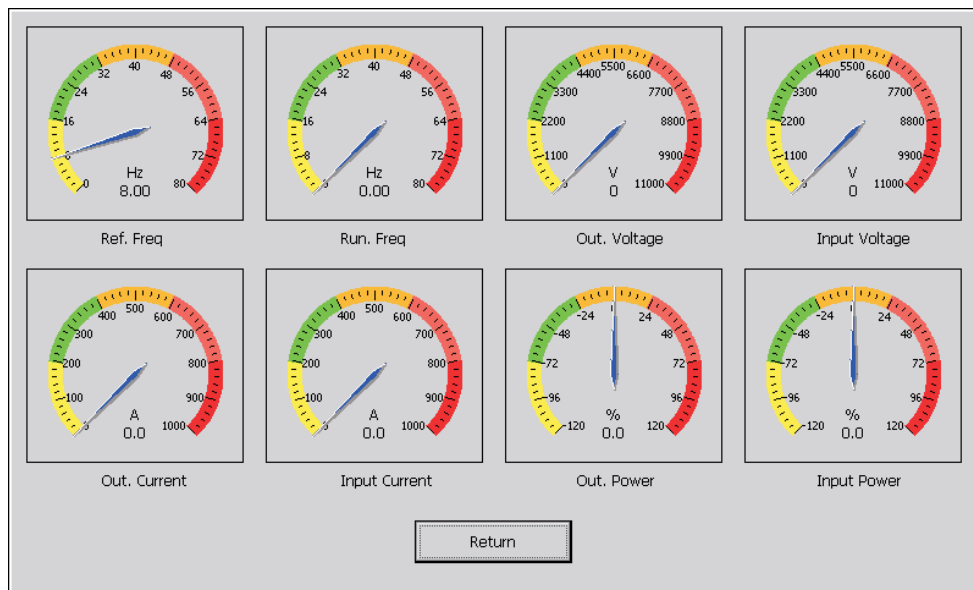 32 40 48
24 56
16 64
8 72
0 80
Hz
8.00
Ref. Freq
32 40 48
24 56
16 64
8 72
0 80
Hz
0.00
Run. Freq
4400 5500 6600
3300 7700
2200 8800
1100 9900
0 11000
V
0
Out. Voltage
4400 5500 6600
3300 7700
2200 8800
1100 9900
0 11000
V
0
Input Voltage
400 500 600
300 700
200 800
100 900
0 1000
A
0.0
Out. Current
400 500 600
300 700
200 800
100 900
0 1000
A
0.0
Input Current
-24 24
-48 48
-72 72
-96 96
-120 120
%
0.0
Out. Power
-24 24
-48 48
-72 72
-96 96
-120 120
%
0.0
Input Power
Return